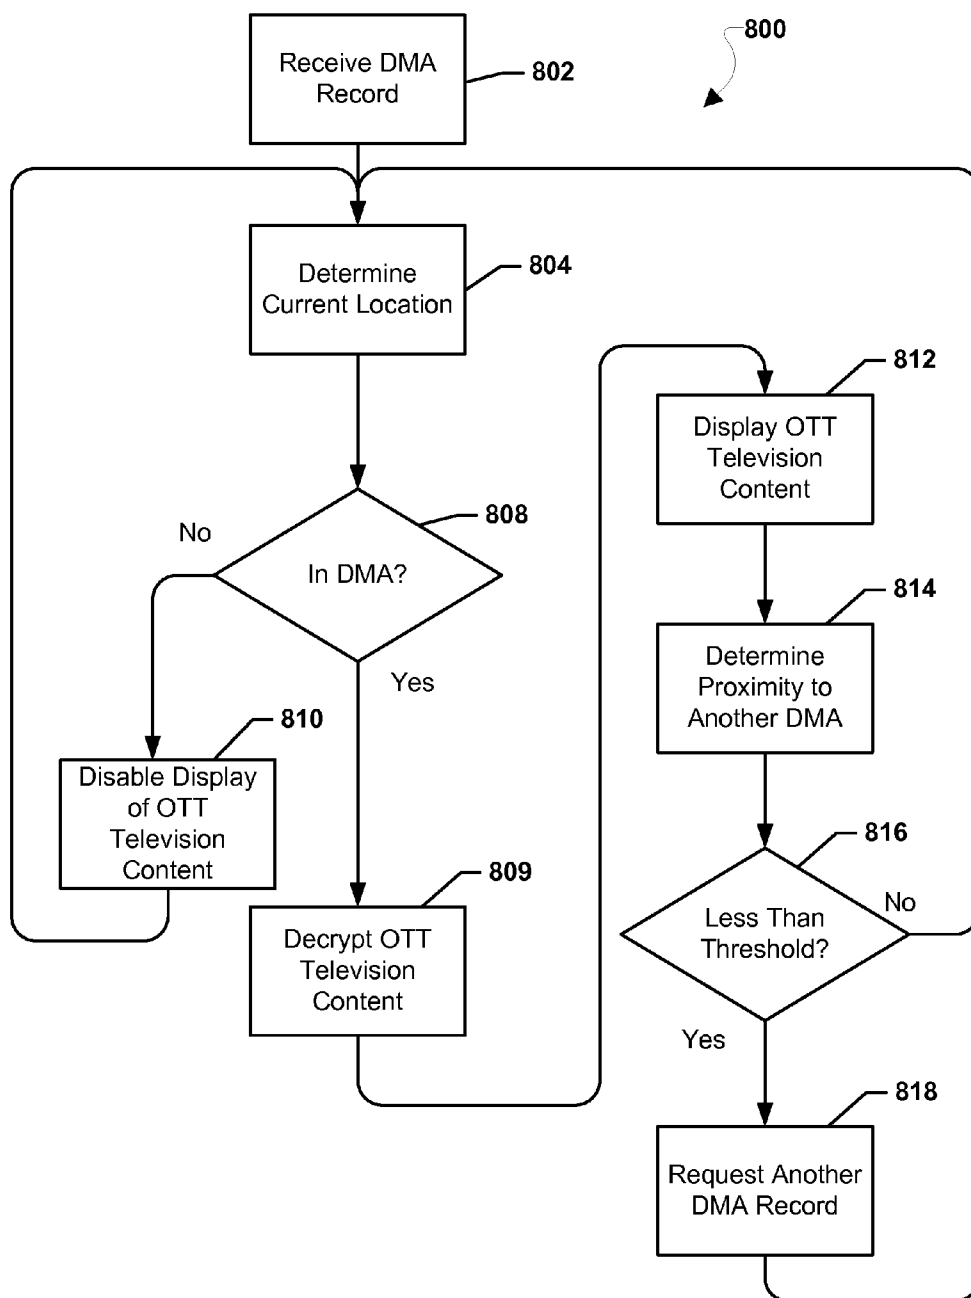 800
Receive DMA
Record
802
Determine
Current Location
804
In DMA?
808
No
Yes
Disable Display
of OTT
Television
Content
810
Decrypt OTT
Television
Content
809
Display OTT
Television
Content
812
Determine
Proximity to
Another DMA
814
Less Than
Threshold?
816
No
Yes
Request Another
DMA Record
818